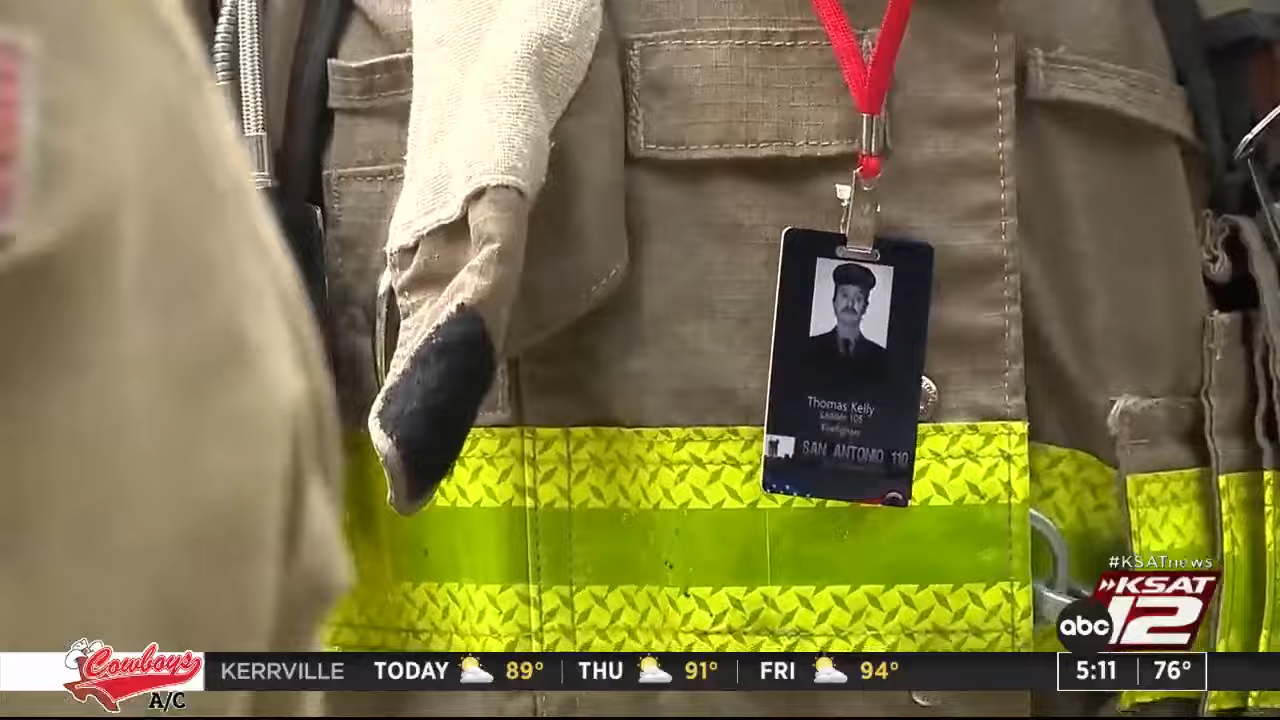 Thomas Kelly
Ladder 105
Firefighter
SAN ANTONIO 110
#KSATnews
KSAT
abc 12
Cowboys
A/C
KERRVILLE TODAY 89° THU 91° FRI 94°
5:11 76°